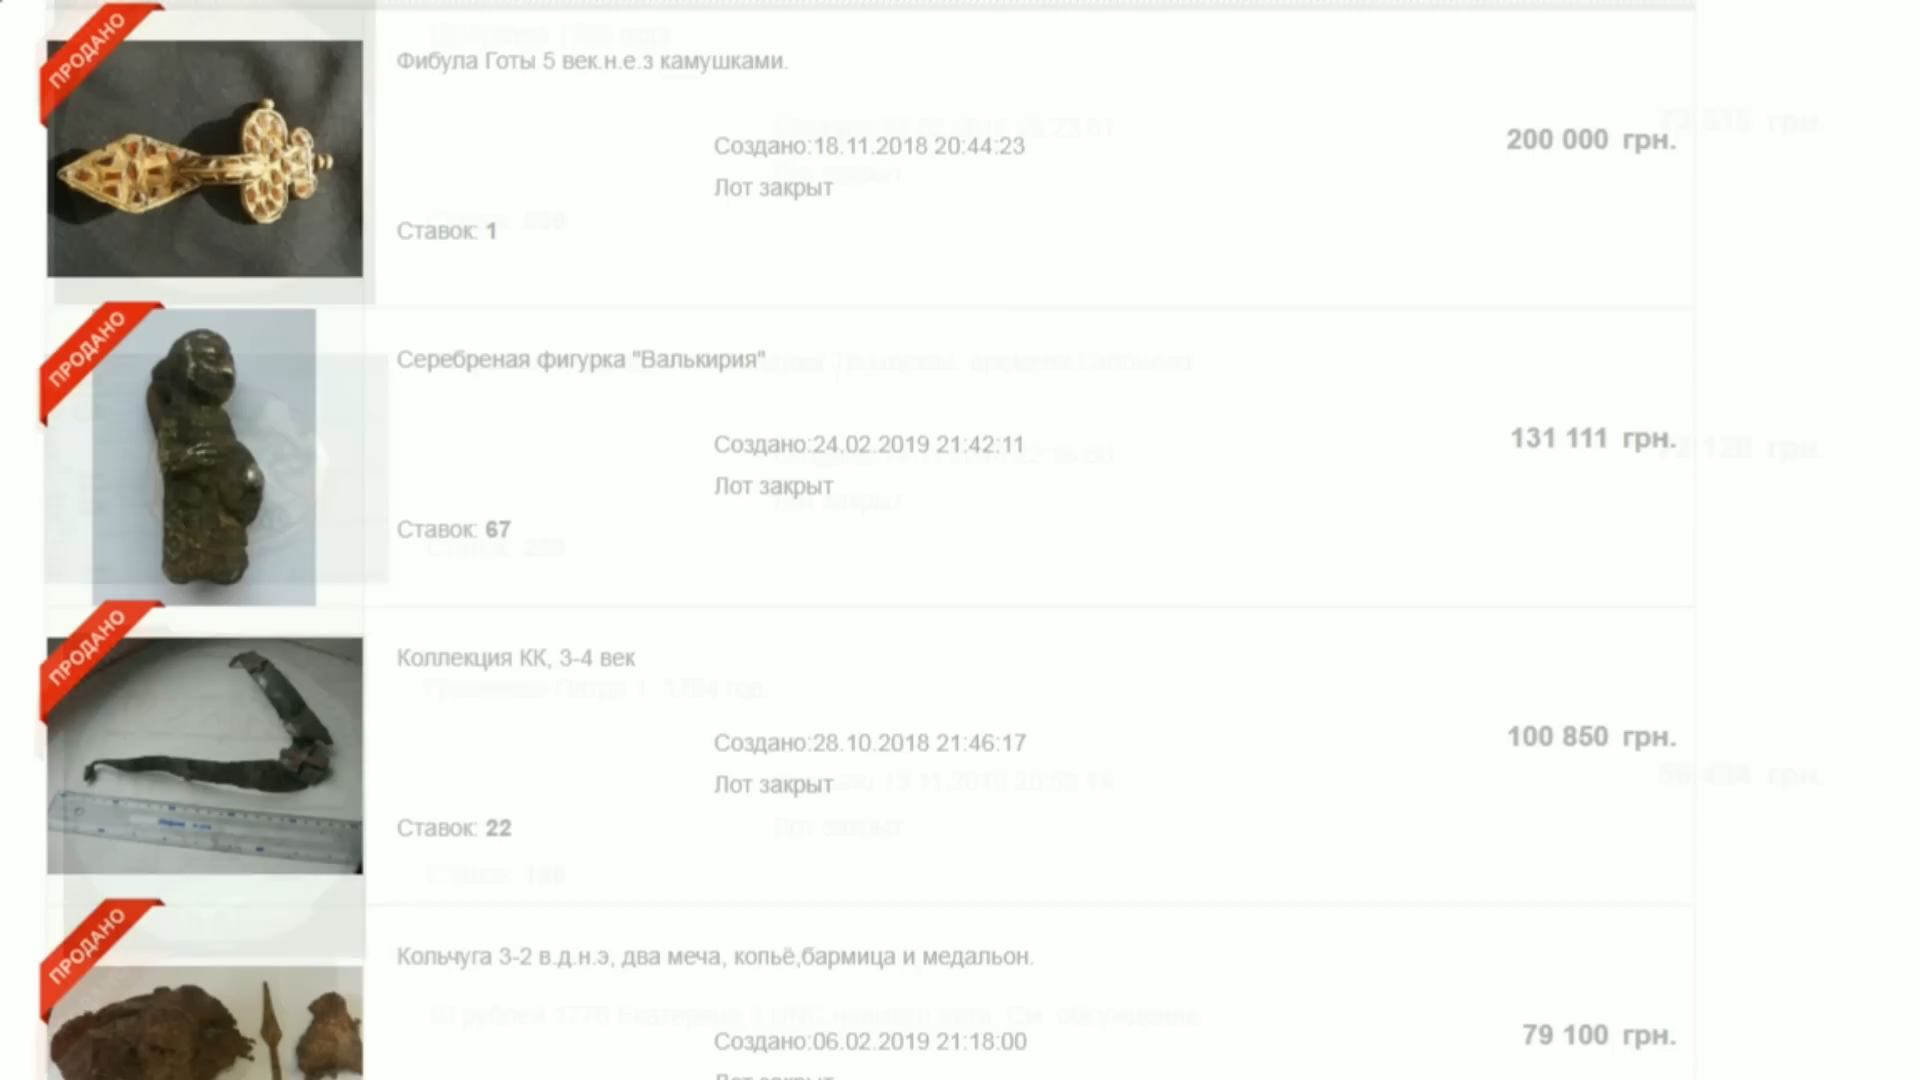 ПРОДАНО
Фибула Готы 5 век.н.е.з камушками.
Создано:18.11.2018 20:44:23
200 000 грн.
Лот закрыт
Ставок: 1
ПРОДАНО
Серебреная фигурка "Валькирия"
Создано:24.02.2019 21:42:11
131 111 грн.
Лот закрыт
Ставок: 67
ПРОДАНО
Коллекция КК, 3-4 век
Создано:28.10.2018 21:46:17
100 850 грн.
Лот закрыт
Ставок: 22
ПРОДАНО
Кольчуга 3-2 в.д.н.э, два меча, копьё,бармица и медальон.
Создано:06.02.2019 21:18:00
79 100 грн.
Лот закрыт